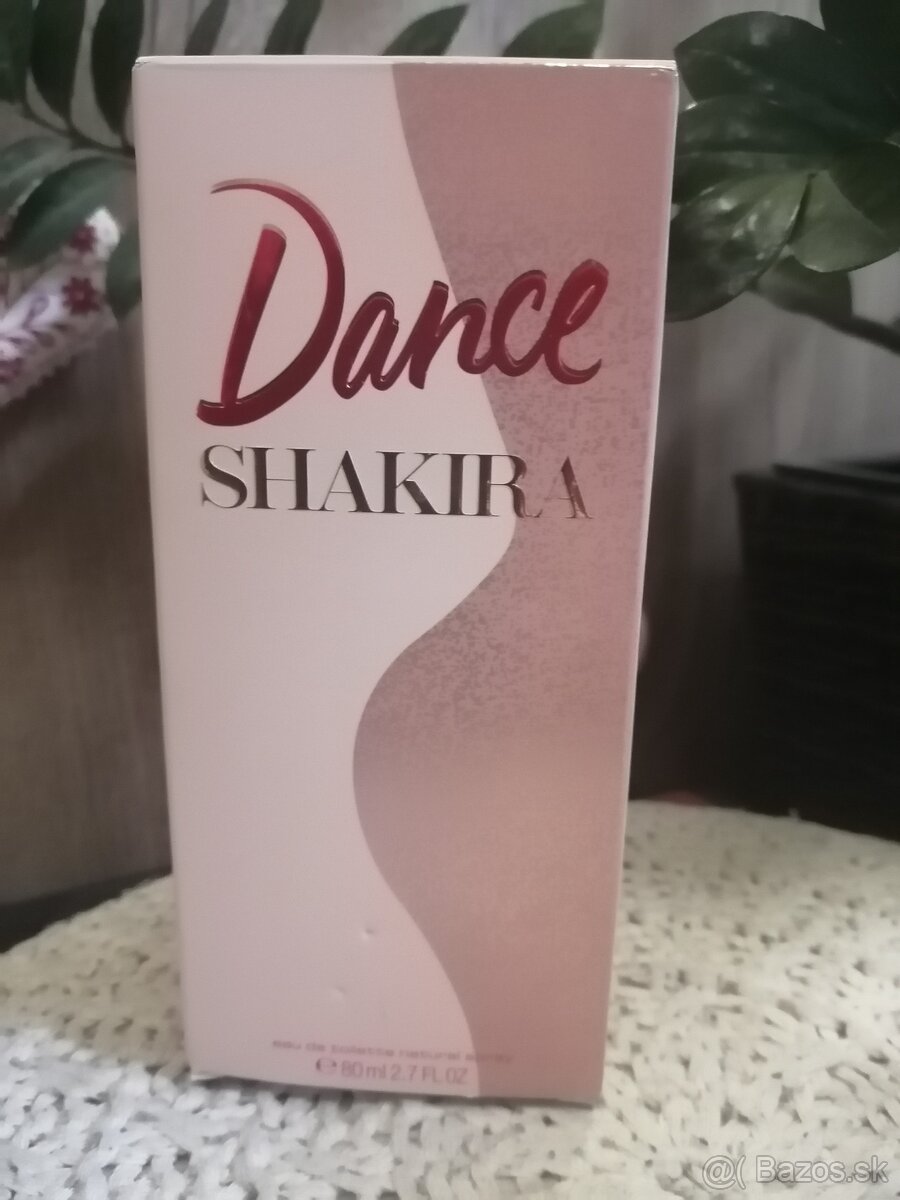 Dance
SHAKIRA
eau de toilette natural spray
℮ 80 ml 2.7 FL OZ
@( Bazos.sk